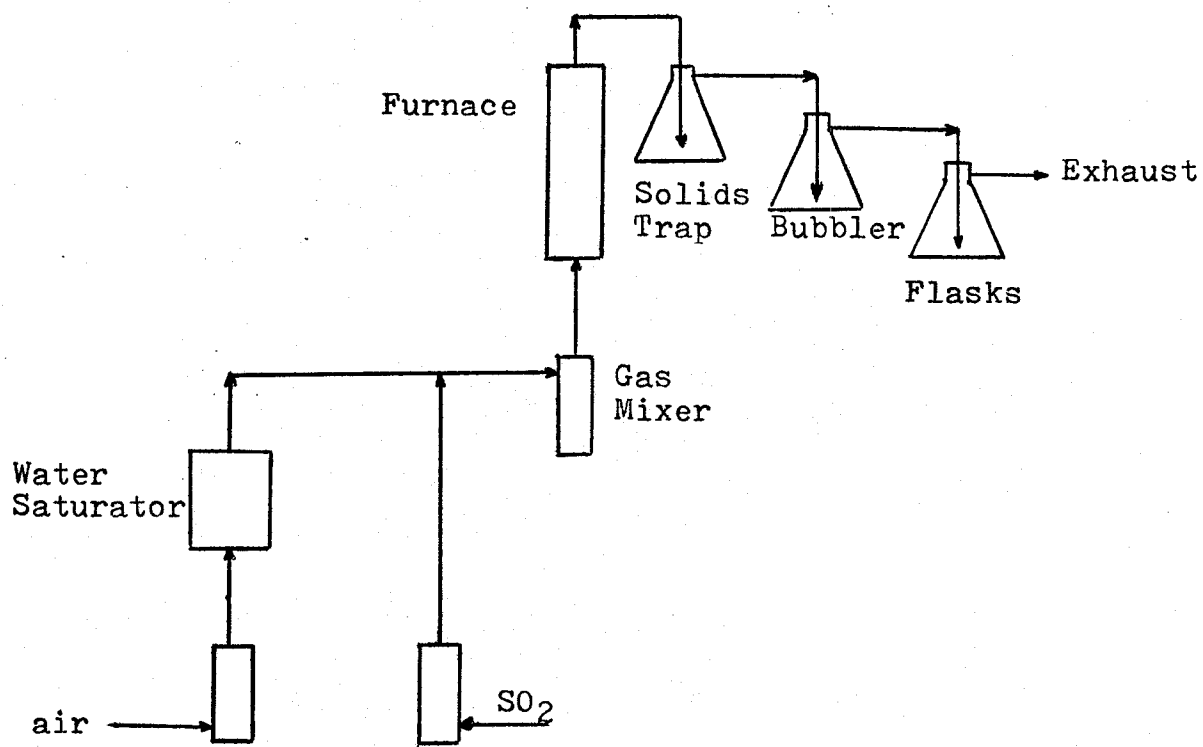 Furnace
Solids
Trap
Bubbler
Flasks
Exhaust
Gas
Mixer
Water
Saturator
air
SO₂